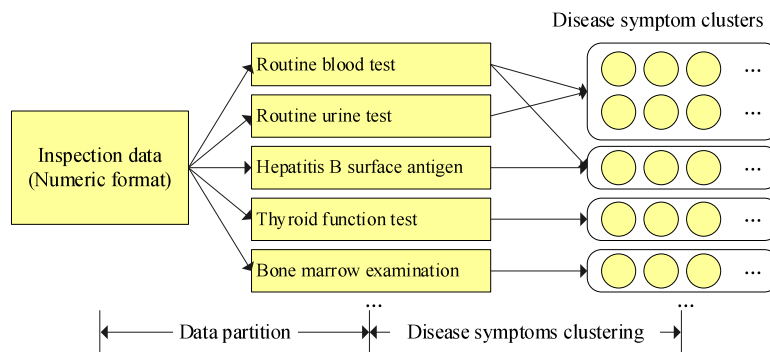 Disease symptom clusters
Routine blood test
...
Routine urine test
...
Inspection data
(Numeric format)
Hepatitis B surface antigen
...
Thyroid function test
...
Bone marrow examination
...
...
...
Data partition
Disease symptoms clustering